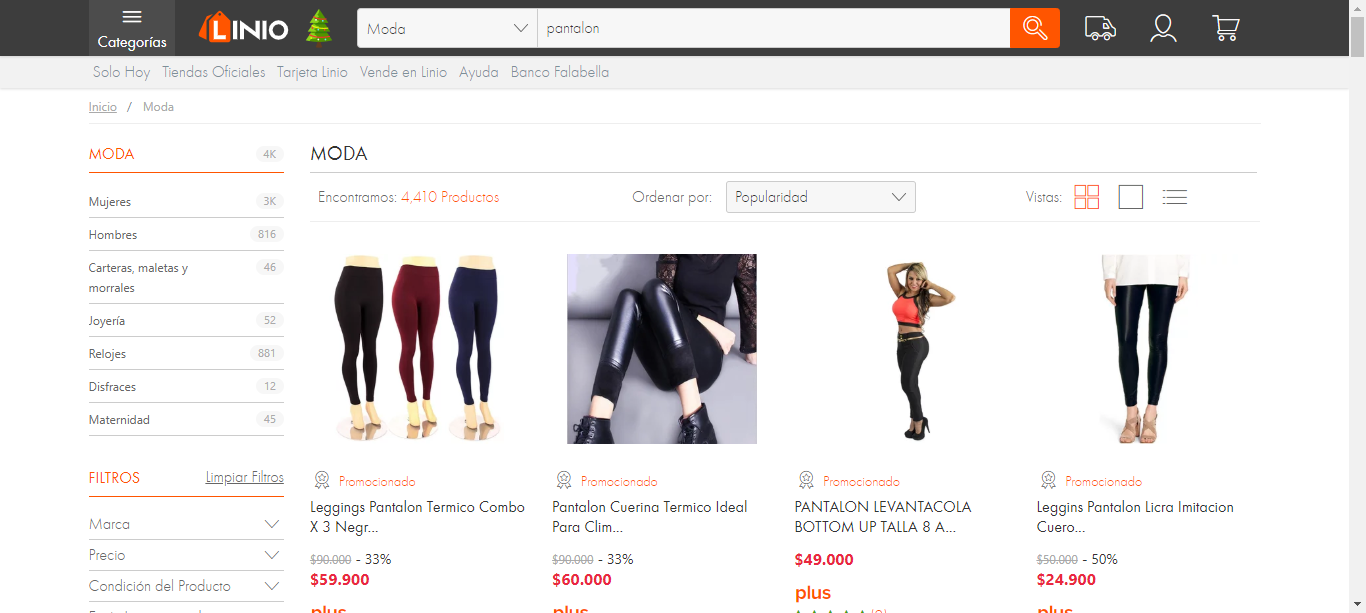 Categorías
LINIO
Moda
pantalon
Solo Hoy Tiendas Oficiales Tarjeta Linio Vende en Linio Ayuda Banco Falabella
Inicio / Moda
MODA 4K
Mujeres 3K
Hombres 816
Carteras, maletas y
morrales 46
Joyería 52
Relojes 881
Disfraces 12
Maternidad 45
FILTROS Limpiar Filtros
Marca
Precio
Condición del Producto
MODA
Encontramos: 4,410 Productos
Ordenar por: Popularidad
Vistas:
Promocionado
Leggings Pantalon Termico Combo
X 3 Negr...
$90.000 - 33%
$59.900
plus
Promocionado
Pantalon Cuerina Termico Ideal
Para Clim...
$90.000 - 33%
$60.000
plus
Promocionado
PANTALON LEVANTACOLA
BOTTOM UP TALLA 8 A...
$49.000
plus
Promocionado
Leggins Pantalon Licra Imitacion
Cuero...
$50.000 - 50%
$24.900
plus